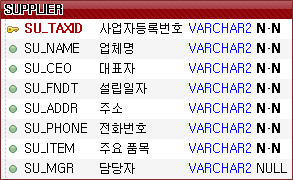 SUPPLIER
SU_TAXID 사업자등록번호 VARCHAR2 N-N
SU_NAME 업체명 VARCHAR2 N-N
SU_CEO 대표자 VARCHAR2 N-N
SU_FNDT 설립일자 VARCHAR2 N-N
SU_ADDR 주소 VARCHAR2 N-N
SU_PHONE 전화번호 VARCHAR2 N-N
SU_ITEM 주요 품목 VARCHAR2 N-N
SU_MGR 담당자 VARCHAR2 NULL